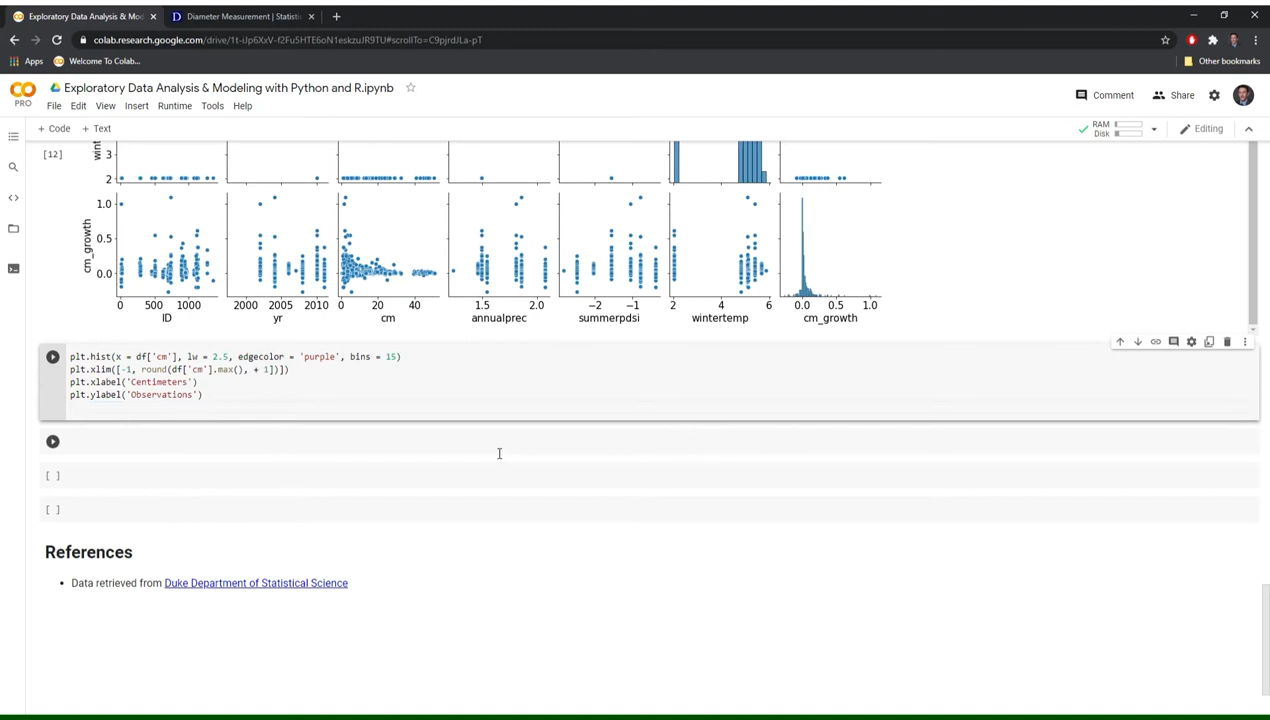 Exploratory Data Analysis & Mod
Diameter Measurement | Statisti
colab.research.google.com/drive/1t-iJp6XxV-f2Fu5HTE6oN1eskzuJR9TU#scrollTo=C9pjrdJLa-pT
Apps
Welcome To Colab...
Other bookmarks
CO
PRO
Exploratory Data Analysis & Modeling with Python and R.ipynb
File Edit View Insert Runtime Tools Help
Comment
Share
+ Code + Text
RAM
Disk
Editing
[12]
3
2
wint
1.0
0.5
0.0
cm_growth
0 500 1000
2000 2005 2010
0 20 40
1.5 2.0
−2 −1
2 4 6
0.0 0.5 1.0
ID yr cm annualprec summerpdsi wintertemp cm_growth
plt.hist(x = df['cm'], lw = 2.5, edgecolor = 'purple', bins = 15)
plt.xlim([-1, round(df['cm'].max(), + 1])])
plt.xlabel('Centimeters')
plt.ylabel('Observations')
[ ]
[ ]
References
• Data retrieved from Duke Department of Statistical Science